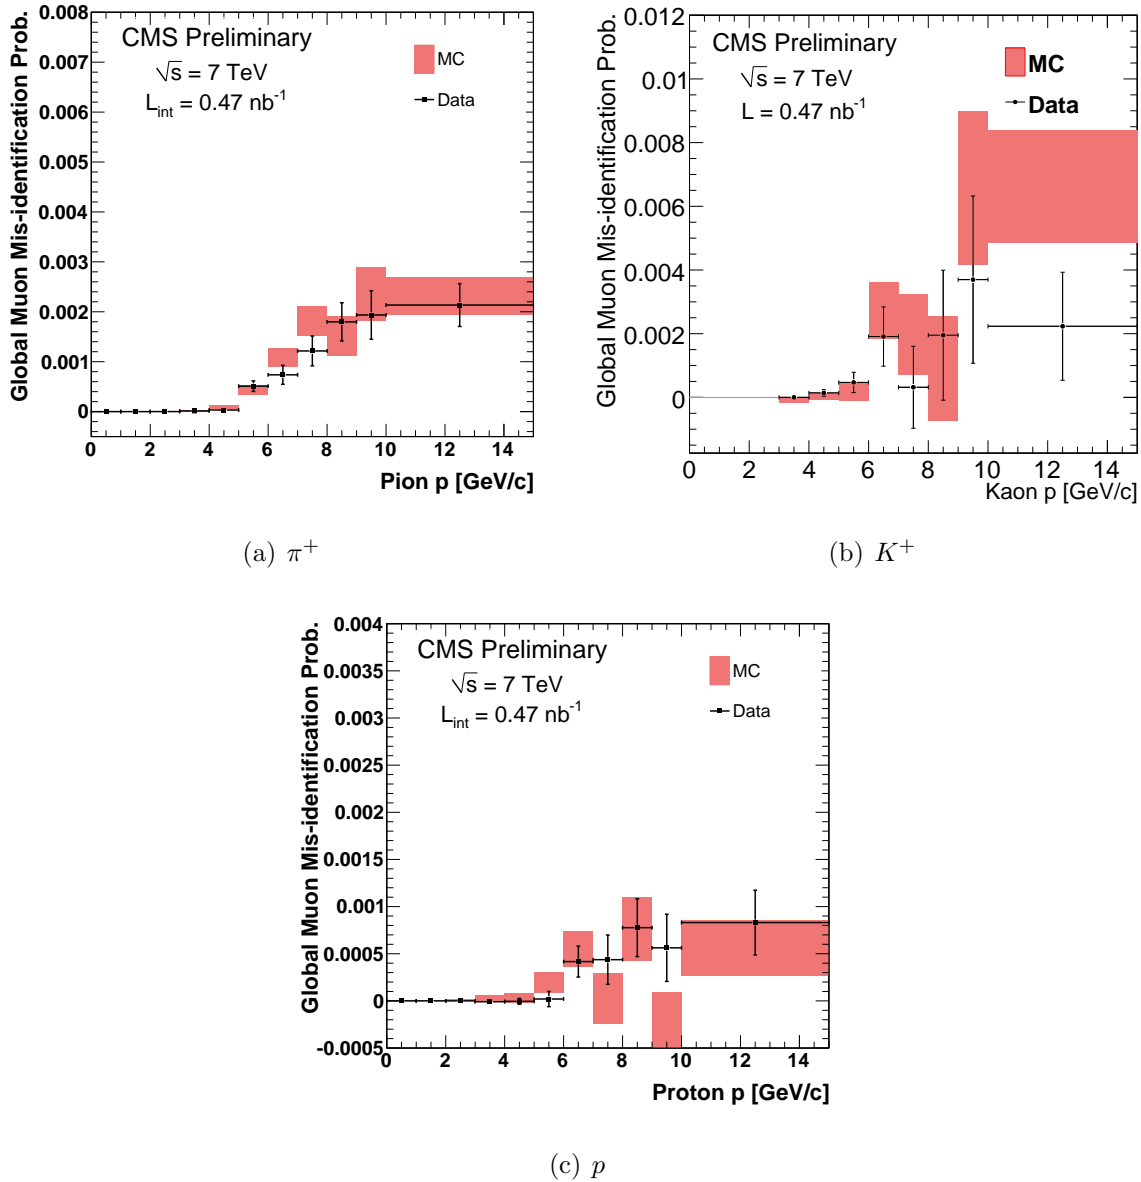 Global Muon Mis-identification Prob.
0.008
0.007
0.006
0.005
0.004
0.003
0.002
0.001
0
CMS Preliminary
√s = 7 TeV
L_int = 0.47 nb⁻¹
MC
Data
0 2 4 6 8 10 12 14
Pion p [GeV/c]
(a) π⁺
Global Muon Mis-identification Prob.
0.012
0.010
0.008
0.006
0.004
0.002
0
CMS Preliminary
√s = 7 TeV
L = 0.47 nb⁻¹
MC
Data
0 2 4 6 8 10 12 14
Kaon p [GeV/c]
(b) K⁺
Global Muon Mis-identification Prob.
0.004
0.0035
0.003
0.0025
0.002
0.0015
0.001
0.0005
0
-0.0005
CMS Preliminary
√s = 7 TeV
L_int = 0.47 nb⁻¹
MC
Data
0 2 4 6 8 10 12 14
Proton p [GeV/c]
(c) p